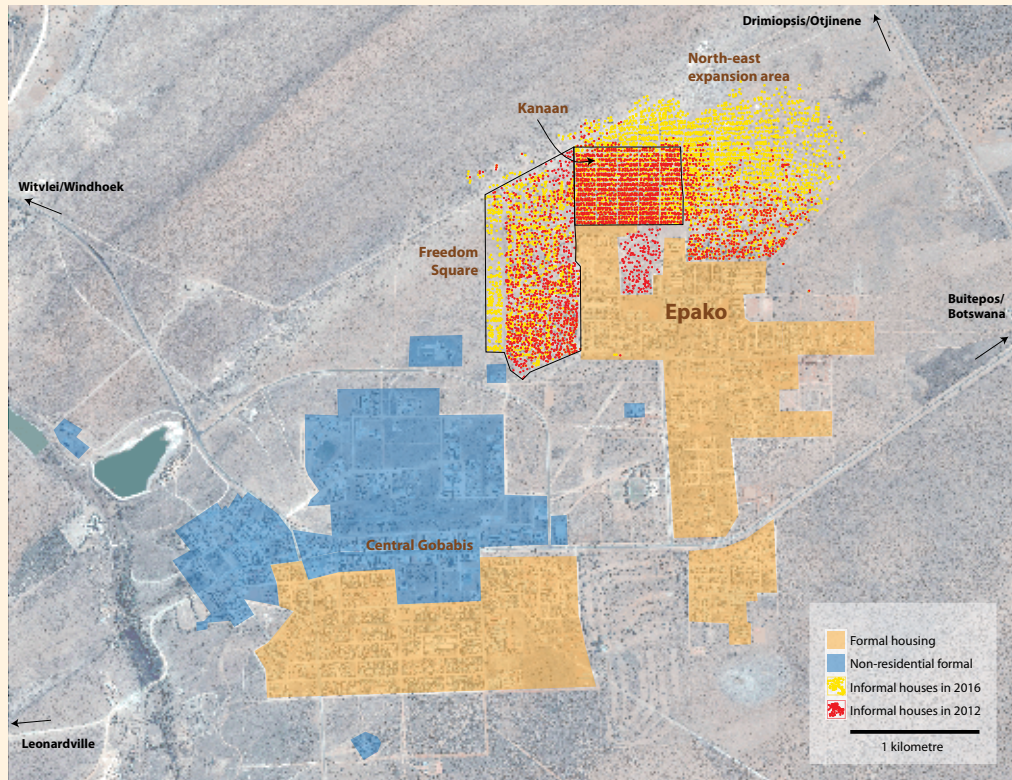 Drimiopsis/Otjinene
North-east
expansion area
Kanaan
Witvlei/Windhoek
Freedom
Square
Epako
Buitepos/
Botswana
Central Gobabis
Leonardville
Formal housing
Non-residential formal
Informal houses in 2016
Informal houses in 2012
1 kilometre